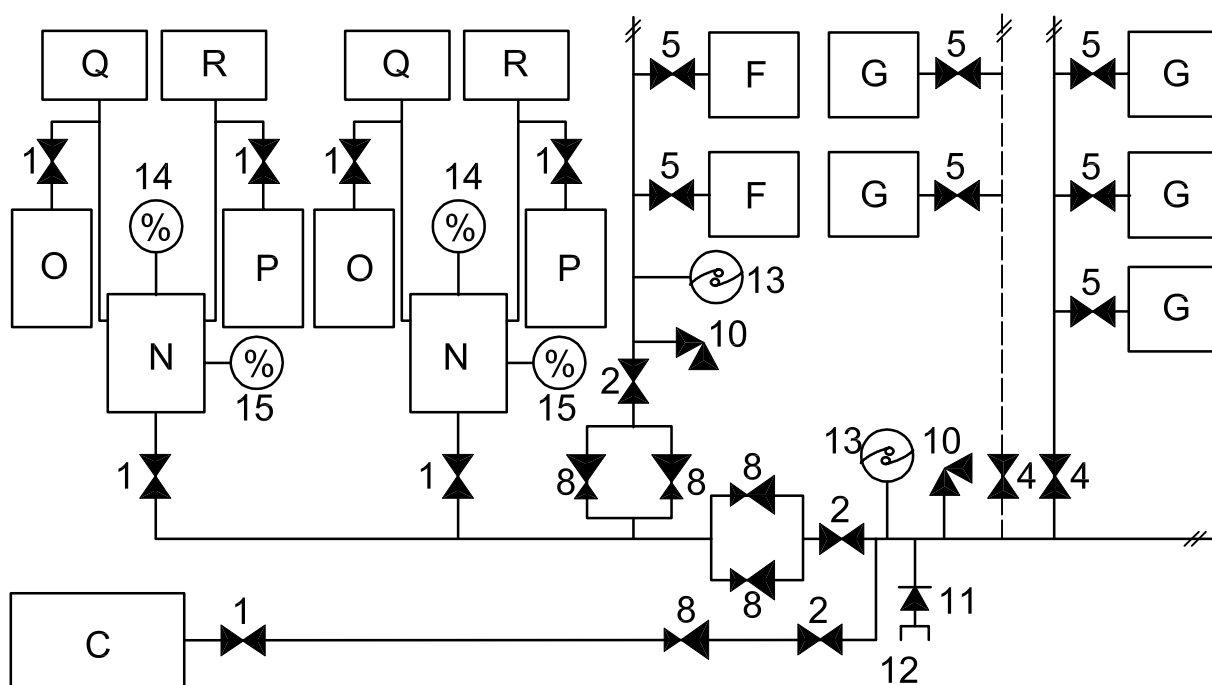 Q R Q R 5 F G 5 5 G
1 1 1 1
14 14 5 F G 5 5 G
% %
O P O P 13 5 G
N % N % 10
15 15 2
1 1 8 8 8 13 10 4 4
2
8
C 1 8 2 11
12